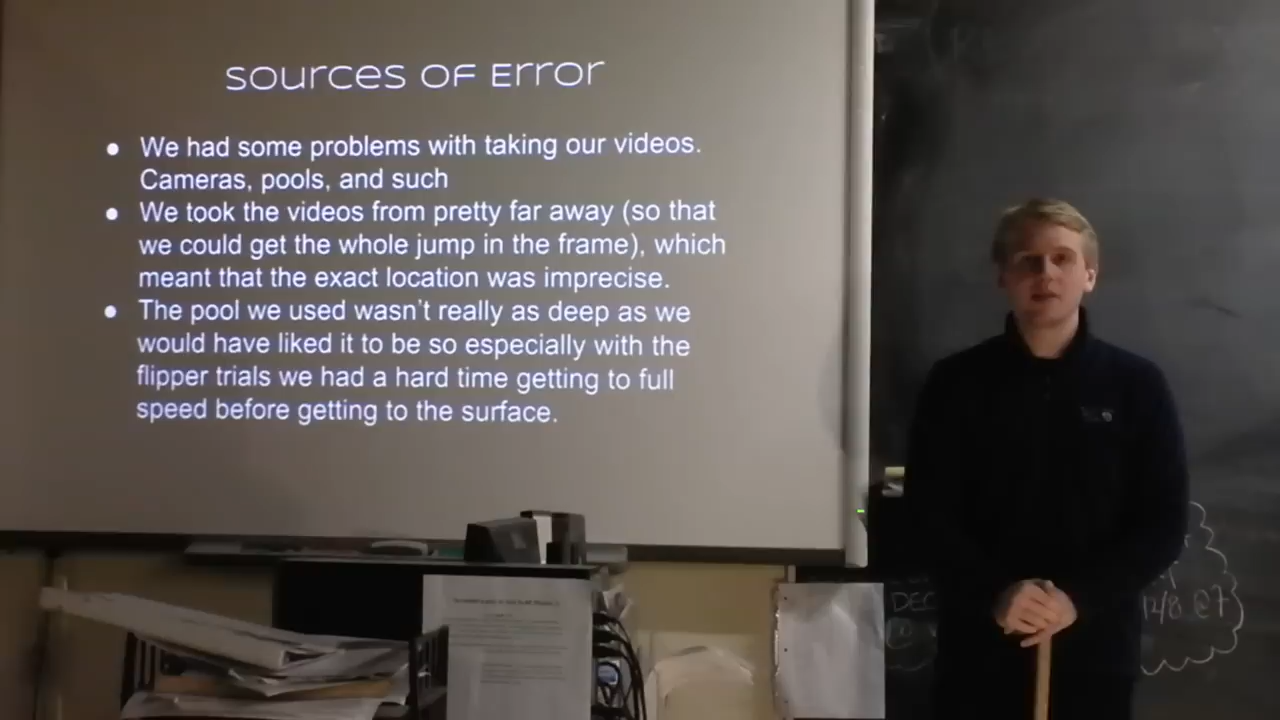 Sources of Error
● We had some problems with taking our videos.
Cameras, pools, and such
● We took the videos from pretty far away (so that
we could get the whole jump in the frame), which
meant that the exact location was imprecise.
● The pool we used wasn't really as deep as we
would have liked it to be so especially with the
flipper trials we had a hard time getting to full
speed before getting to the surface.
DEC
12/8 @7